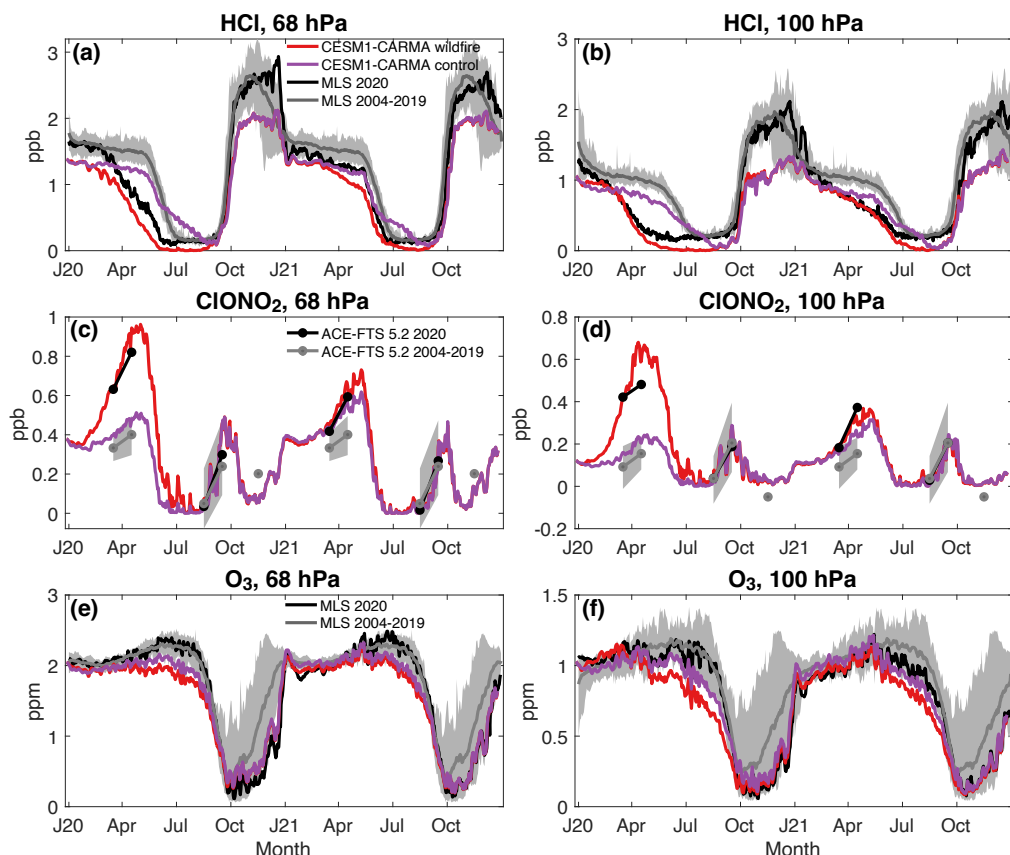 HCl, 68 hPa
HCl, 100 hPa
(a)
CESM1-CARMA wildfire
CESM1-CARMA control
MLS 2020
MLS 2004-2019
(b)
3
2
1
0
ppb
J20 Apr Jul Oct J21 Apr Jul Oct
3
2
1
0
ppb
J20 Apr Jul Oct J21 Apr Jul Oct
ClONO2, 68 hPa
ClONO2, 100 hPa
(c)
ACE-FTS 5.2 2020
ACE-FTS 5.2 2004-2019
(d)
1
0.8
0.6
0.4
0.2
0
ppb
J20 Apr Jul Oct J21 Apr Jul Oct
0.8
0.6
0.4
0.2
0
-0.2
ppb
J20 Apr Jul Oct J21 Apr Jul Oct
O3, 68 hPa
O3, 100 hPa
(e)
MLS 2020
MLS 2004-2019
(f)
3
2
1
0
ppm
J20 Apr Jul Oct J21 Apr Jul Oct
Month
1.5
1
0.5
0
ppm
J20 Apr Jul Oct J21 Apr Jul Oct
Month